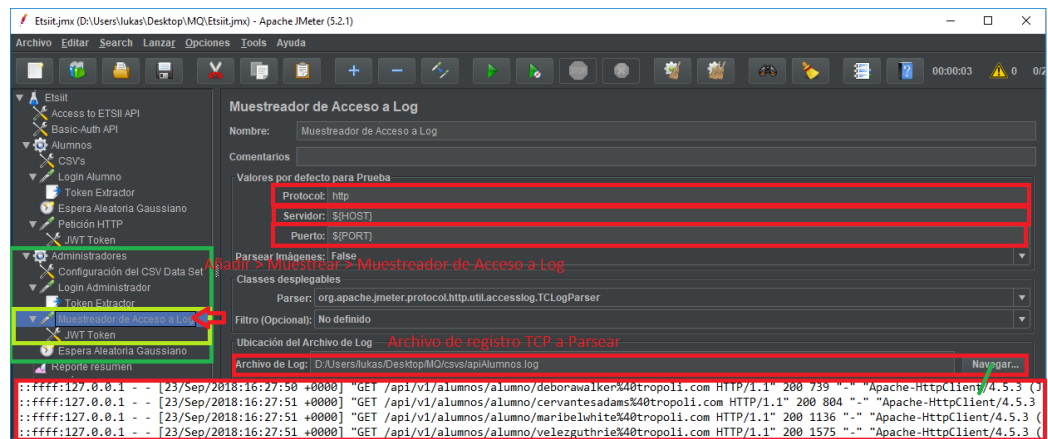 Etsiit.jmx (D:\Users\lukas\Desktop\MQ\Etsiit.jmx) - Apache JMeter (5.2.1)
Archivo Editar Search Lanzar Opciones Tools Ayuda
00:00:03 0 0/2
Etsiit
Access to ETSII API
Basic-Auth API
Alumnos
CSV's
Login Alumno
Token Extractor
Espera Aleatoria Gaussiano
Petición HTTP
JWT Token
Administradores
Configuración del CSV Data Set
Login Administrador
Token Extractor
Muestreador de Acceso a Log
JWT Token
Espera Aleatoria Gaussiano
Reporte resumen
Muestreador de Acceso a Log
Nombre: Muestreador de Acceso a Log
Comentarios
Valores por defecto para Prueba
Protocol: http
Servidor: ${HOST}
Puerto: ${PORT}
Parsear Imágenes: False
Añadir > Muestrear > Muestreador de Acceso a Log
Classes desplegables
Parser: org.apache.jmeter.protocol.http.util.accesslog.TCLogParser
Filtro (Opcional): No definido
Ubicación del Archivo de Log
Archivo de registro TCP a Parsear
Archivo de Log: D:/Users/lukas/Desktop/MQ/csvs/apiAlumnos.log Navegar...
::ffff:127.0.0.1 - - [23/Sep/2018:16:27:50 +0000] "GET /api/v1/alumnos/alumno/deborawalker%40tropoli.com HTTP/1.1" 200 739 "-" "Apache-HttpClient/4.5.3 (J
::ffff:127.0.0.1 - - [23/Sep/2018:16:27:51 +0000] "GET /api/v1/alumnos/alumno/cervantesadams%40tropoli.com HTTP/1.1" 200 804 "-" "Apache-HttpClient/4.5.3
::ffff:127.0.0.1 - - [23/Sep/2018:16:27:51 +0000] "GET /api/v1/alumnos/alumno/maribelwhite%40tropoli.com HTTP/1.1" 200 1136 "-" "Apache-HttpClient/4.5.3 (
::ffff:127.0.0.1 - - [23/Sep/2018:16:27:51 +0000] "GET /api/v1/alumnos/alumno/velezguthrie%40tropoli.com HTTP/1.1" 200 1575 "-" "Apache-HttpClient/4.5.3 (